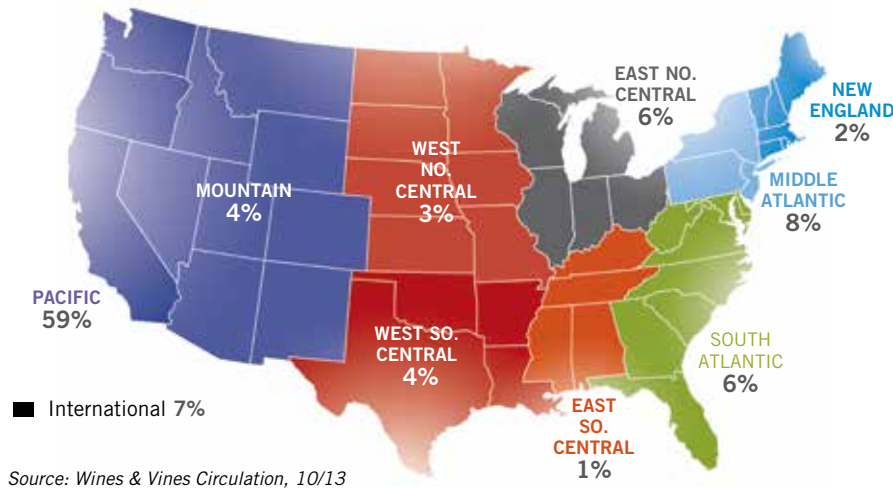 EAST NO.
CENTRAL
6%
NEW
ENGLAND
2%
WEST
NO.
CENTRAL
3%
MOUNTAIN
4%
MIDDLE
ATLANTIC
8%
PACIFIC
59%
WEST SO.
CENTRAL
4%
SOUTH
ATLANTIC
6%
International 7%
EAST
SO.
CENTRAL
1%
Source: Wines & Vines Circulation, 10/13